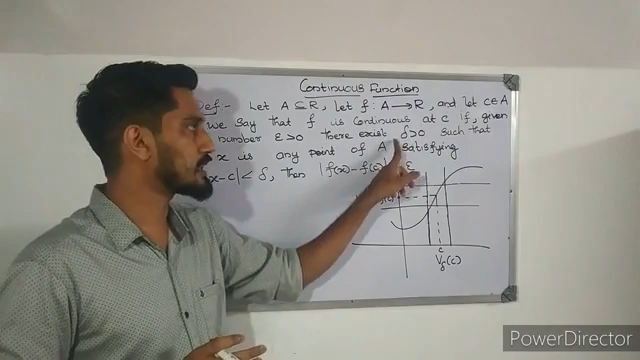 Continuous Function
Def:- Let A ⊆ R, Let f : A → R, and let c ∈ A
we say that f is continuous at c if, given
number ε>0 There exist δ>0 such that
x is any point of A satisfying
x-c| < δ, then |f(x) - f(c)| ε
c
V_δ(c)
PowerDirector